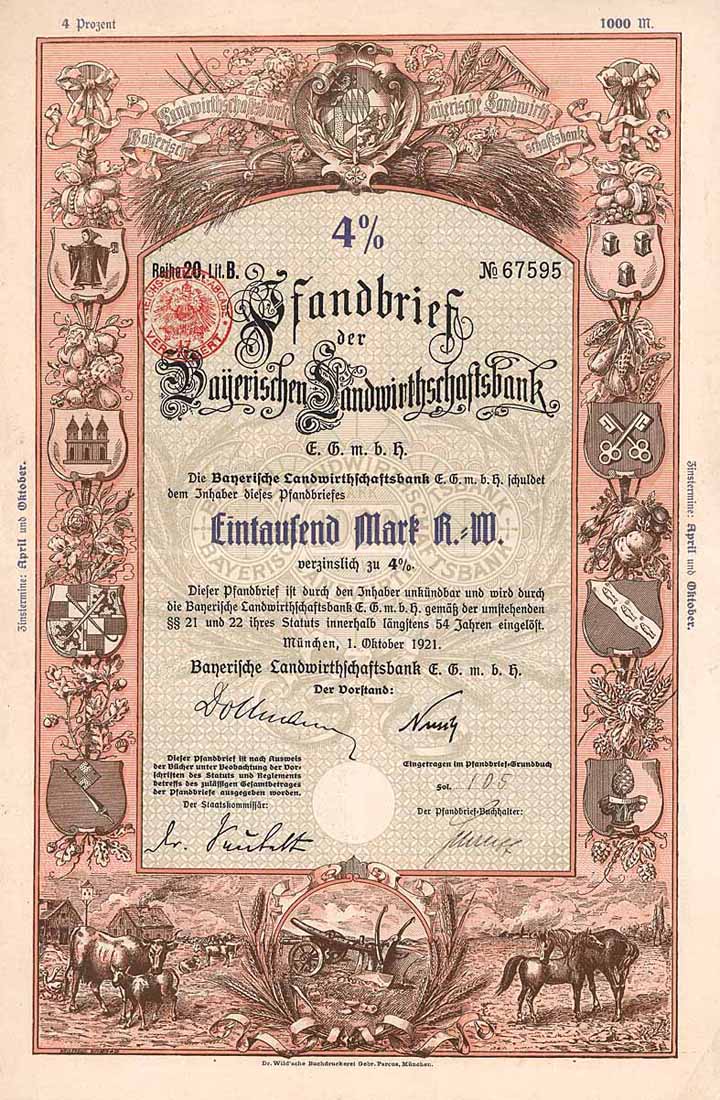 4 Prozent
1000 M.
Landwirthschaftsbank
Bayerische Landwirth-
Bayerisch
schaftsbank
4%
Reihe 20. Lit. B.
№ 67595
Pfandbrief
der
Bayerischen Landwirthschaftsbank
E. G. m. b. H.
Die Bayerische Landwirthschaftsbank E. G. m. b. H. schuldet
dem Inhaber dieses Pfandbriefes
Eintausend Mark R.-W.
verzinslich zu 4%.
Dieser Pfandbrief ist durch den Inhaber unkündbar und wird durch
die Bayerische Landwirthschaftsbank E. G. m. b. H. gemäß der umstehenden
§§ 21 und 22 ihres Statuts innerhalb längstens 54 Jahren eingelöst.
München, 1. Oktober 1921.
Bayerische Landwirthschaftsbank E. G. m. b. H.
Der Vorstand:
Dieser Pfandbrief ist nach Ausweis
der Bücher unter Beobachtung der Vor-
schriften des Statuts und Reglements
betreffs des zulässigen Gesamtbetrages
der Pfandbriefe ausgegeben worden.
Der Staatskommissär:
Eingetragen im Pfandbrief-Grundbuch
Fol. 105
Der Pfandbrief-Buchhalter:
Zinstermine: April und Oktober.
Zinstermine: April und Oktober.
Dr. Wild'sche Buchdruckerei Gebr. Parcus, München.